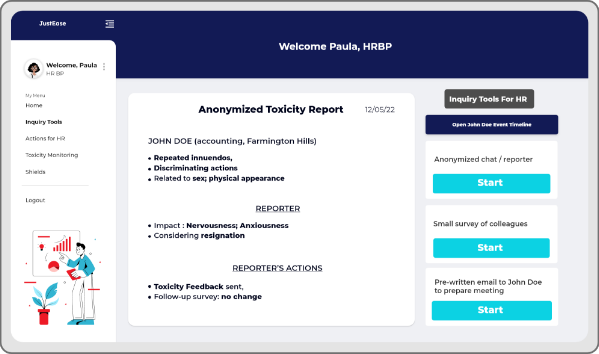 JustEase
Welcome Paula, HRBP
Welcome, Paula
HR BP
My Menu
Home
Inquiry Tools
Actions for HR
Toxicity Monitoring
Shields
Logout
Anonymized Toxicity Report
12/05/22
JOHN DOE (accounting, Farmington Hills)
• Repeated innuendos,
• Discriminating actions
• Related to sex; physical appearance
REPORTER
• Impact : Nervousness; Anxiousness
• Considering resignation
REPORTER'S ACTIONS
• Toxicity Feedback sent,
• Follow-up survey: no change
Inquiry Tools For HR
Open John Doe Event Timeline
Anonymized chat / reporter
Start
Small survey of colleagues
Start
Pre-written email to John Doe
to prepare meeting
Start